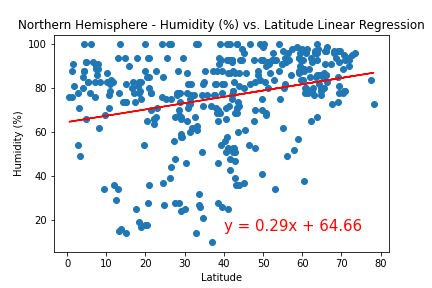 Northern Hemisphere - Humidity (%) vs. Latitude Linear Regression
100
80
60
40
20
Humidity (%)
y = 0.29x + 64.66
0 10 20 30 40 50 60 70 80
Latitude